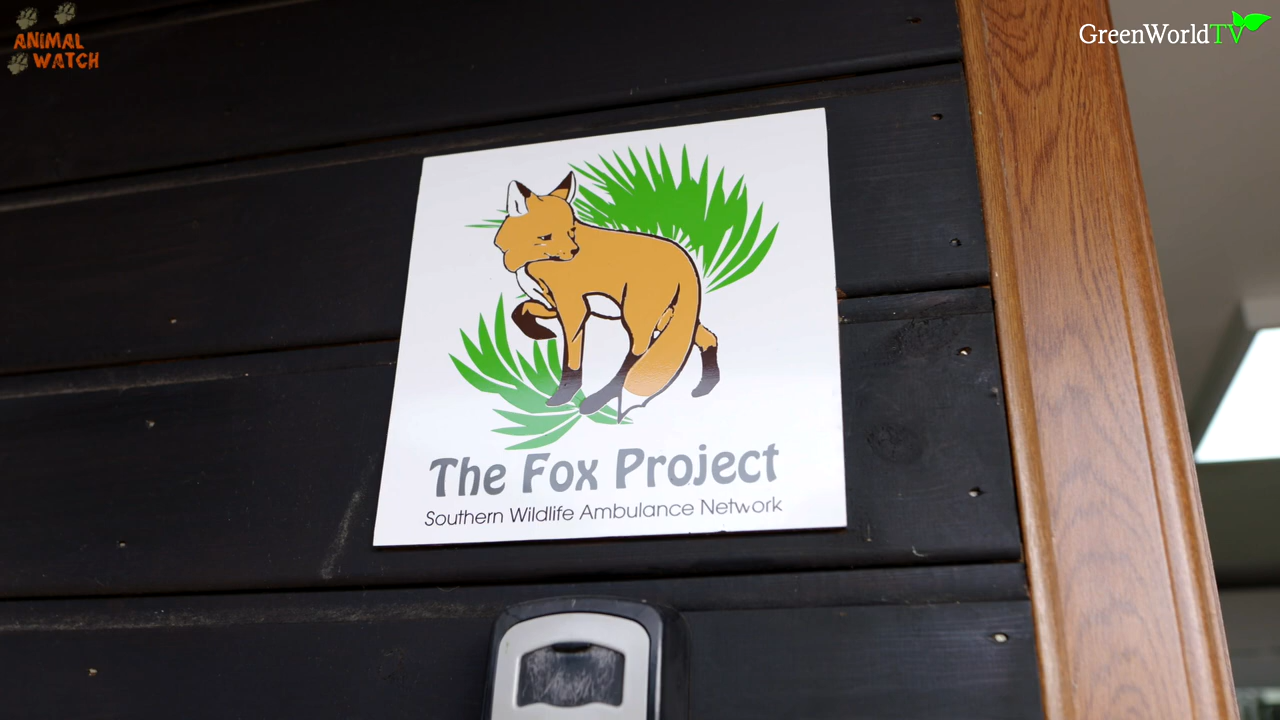 ANIMAL
WATCH
GreenWorldTV
The Fox Project
Southern Wildlife Ambulance Network